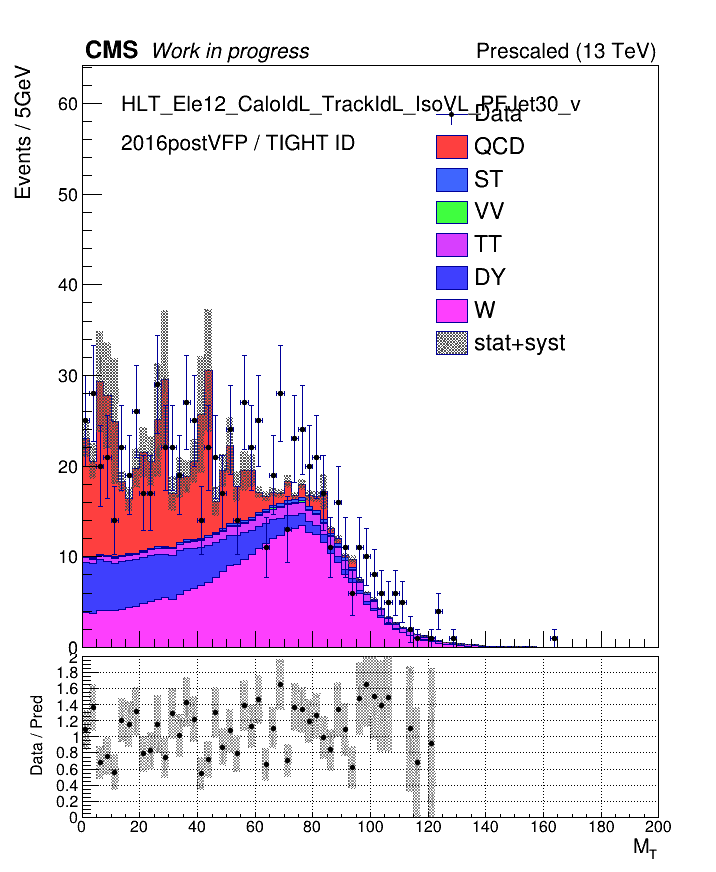 CMS Work in progress Prescaled (13 TeV)
Events / 5GeV
HLT_Ele12_CaloIdL_TrackIdL_IsoVL_PFJet30_v
2016postVFP / TIGHT ID
Data
QCD
ST
VV
TT
DY
W
stat+syst
60
50
40
30
20
10
0
Data / Pred
2
1.8
1.6
1.4
1.2
1
0.8
0.6
0.4
0.2
0
0 20 40 60 80 100 120 140 160 180 200
M_T